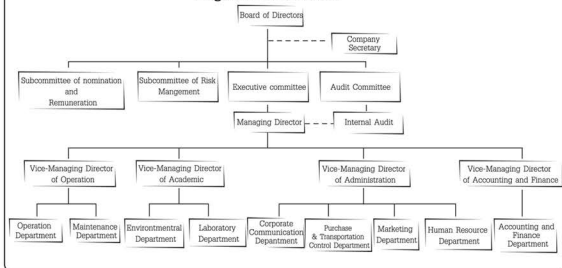 Board of Directors
Company
Secretary
Subcommittee of nomination
and
Remuneration
Subcommittee of Risk
Mangement
Executive committee
Audit Committee
Managing Director
Internal Audit
Vice-Managing Director
of Operation
Vice-Managing Director
of Academic
Vice-Managing Director
of Administration
Vice-Managing Director
of Accounting and Finance
Operation
Department
Maintenance
Department
Environtmentral
Department
Laboratory
Department
Corporate
Communication
Depantment
Purchase
& Transportation
Control Department
Marketing
Department
Human Resource
Department
Accounting and
Finance
Department